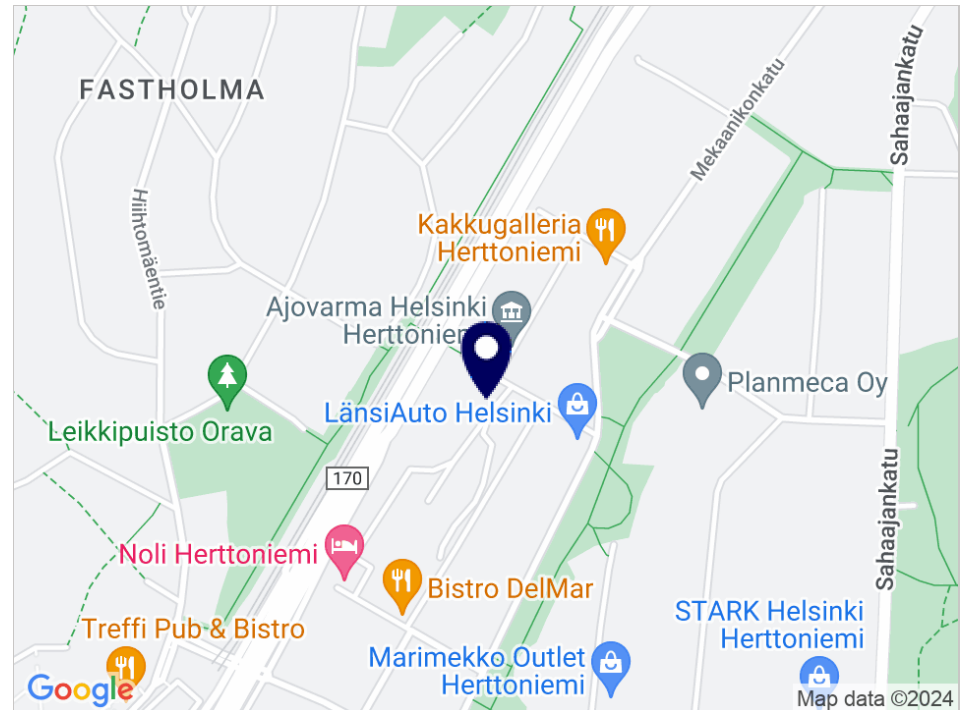 FASTHOLMA
Sahaajankatu
Mekaanikonkatu
Hiihtomäentie
Kakkugalleria
Herttoniemi
Ajovarma Helsinki
Planmeca Oy
LänsiAuto Helsinki
Leikkipuisto Orava
170
Noli Herttoniemi
Sahaajankatu
Bistro DelMar
Treffi Pub & Bistro
STARK Helsinki
Herttoniemi
Marimekko Outlet
Herttoniemi
Google
Map data ©2024